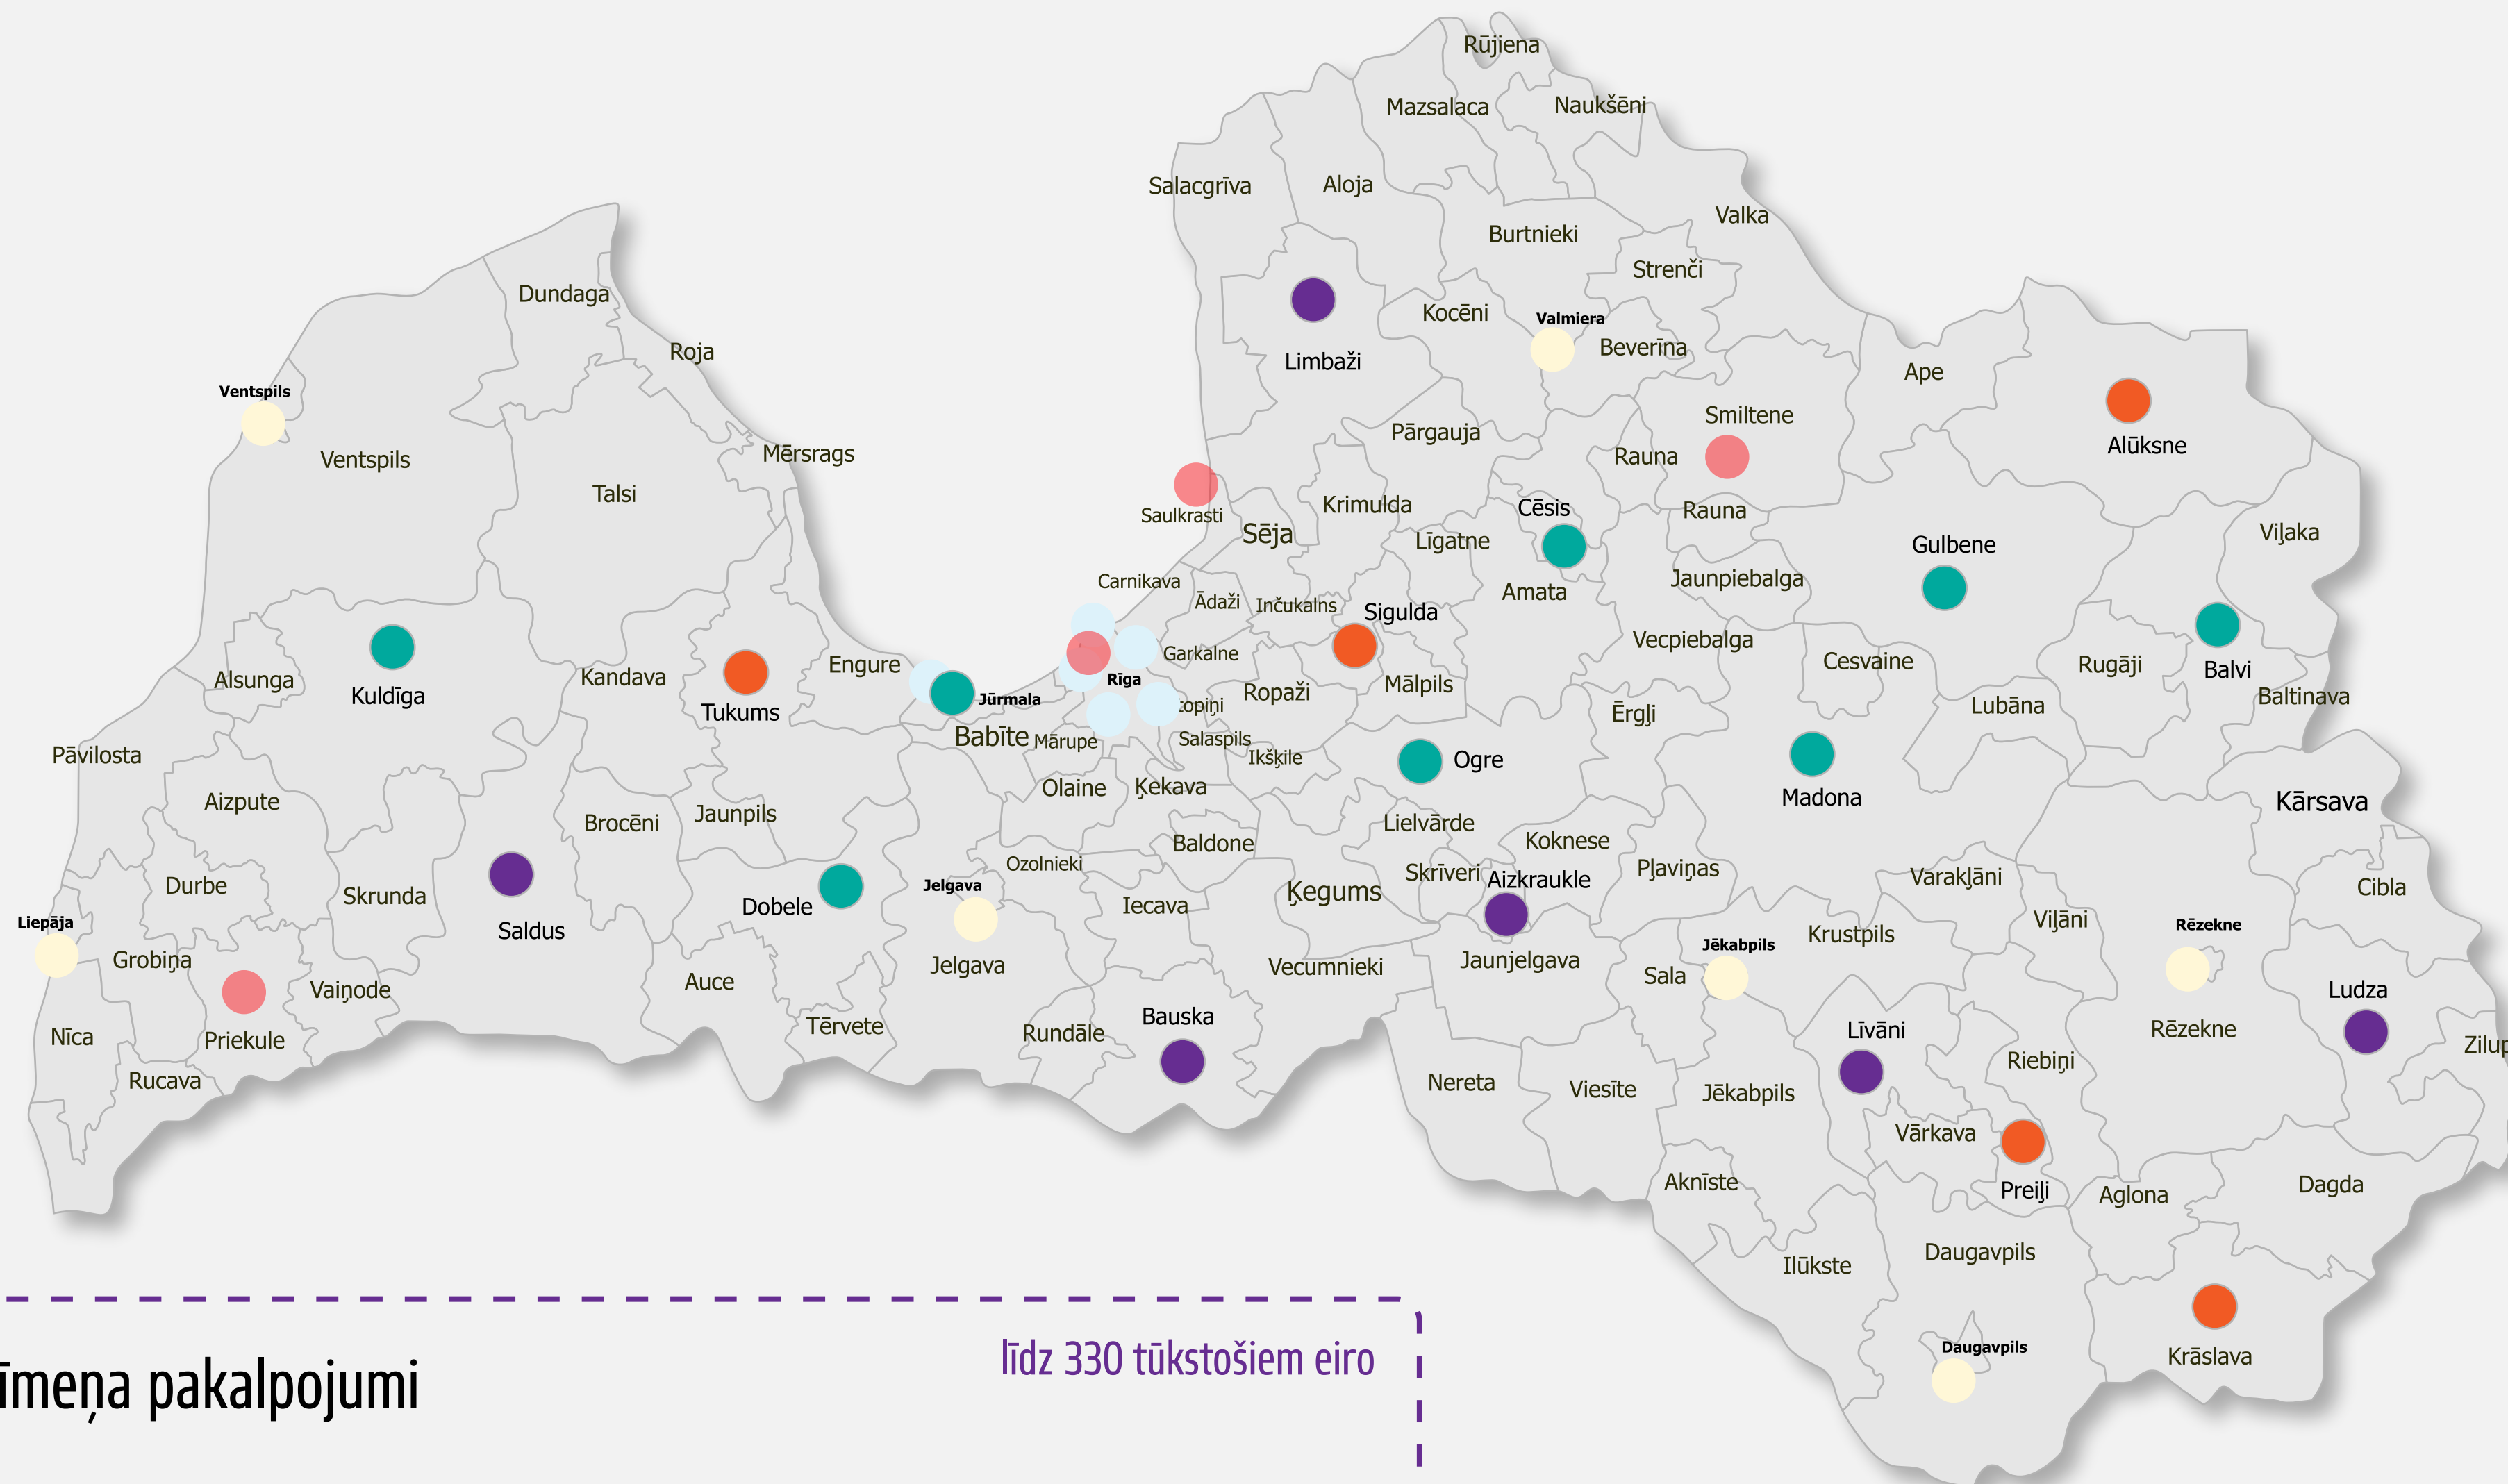 Rūjiena
Mazsalaca
Naukšēni
Salacgrīva
Aloja
Valka
Burtnieki
Strenči
Dundaga
Kocēni
Valmiera
Beverīna
Roja
Limbaži
Ape
Ventspils
Smiltene
Pārgauja
Alūksne
Mērsrags
Ventspils
Rauna
Talsi
Krimulda
Cēsis
Rauna
Saulkrasti
Sēja
Līgatne
Gulbene
Viļaka
Carnikava
Jaunpiebalga
Ādaži
Inčukalns
Sigulda
Amata
Vecpiebalga
Garkalne
Cesvaine
Rugāji
Balvi
Engure
Alsunga
Kuldīga
Kandava
Rīga
Mālpils
Ropaži
Baltinava
Jūrmala
topiņi
Lubāna
Tukums
Ērgļi
Babīte
Mārupe
Salaspils
Ikšķile
Ogre
Pāvilosta
Olaine
Ķekava
Madona
Kārsava
Aizpute
Jaunpils
Brocēni
Lielvārde
Baldone
Koknese
Ozolnieki
Skrīveri
Aizkraukle
Pļaviņas
Varakļāni
Durbe
Skrunda
Jelgava
Dobele
Iecava
Ķegums
Cibla
Viļāni
Liepāja
Saldus
Rēzekne
Krustpils
Jēkabpils
Grobiņa
Jelgava
Vecumnieki
Jaunjelgava
Sala
Vaiņode
Auce
Ludza
Bauska
Nīca
Priekule
Tērvete
Rundāle
Līvāni
Rēzekne
Zilup
Riebiņi
Rucava
Nereta
Viesīte
Jēkabpils
Vārkava
Aknīste
Preiļi
Aglona
Dagda
Ilūkste
Daugavpils
Daugavpils
Krāslava
līdz 330 tūkstošiem eiro
īmeņa pakalpojumi